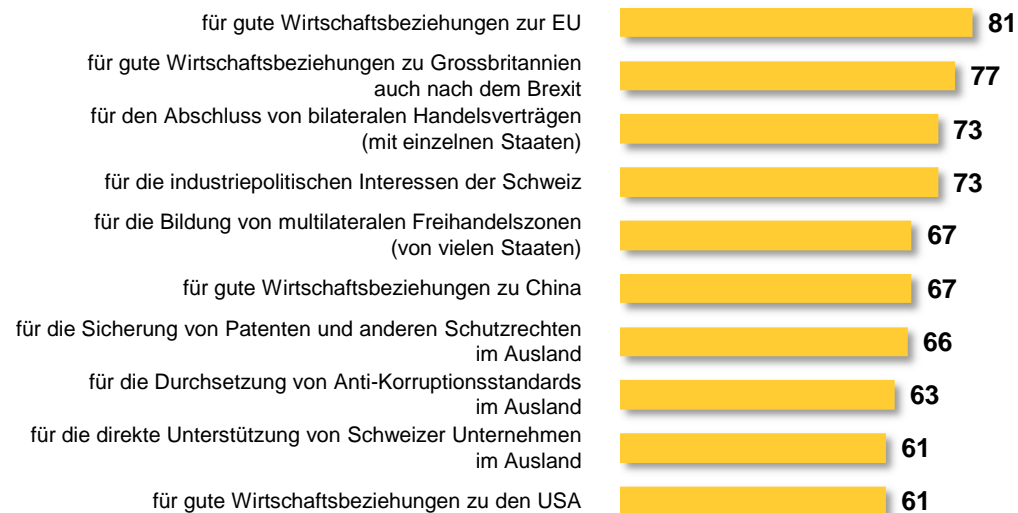 für gute Wirtschaftsbeziehungen zur EU 81
für gute Wirtschaftsbeziehungen zu Grossbritannien
auch nach dem Brexit 77
für den Abschluss von bilateralen Handelsverträgen
(mit einzelnen Staaten) 73
für die industriepolitischen Interessen der Schweiz 73
für die Bildung von multilateralen Freihandelszonen
(von vielen Staaten) 67
für gute Wirtschaftsbeziehungen zu China 67
für die Sicherung von Patenten und anderen Schutzrechten
im Ausland 66
für die Durchsetzung von Anti-Korruptionsstandards
im Ausland 63
für die direkte Unterstützung von Schweizer Unternehmen
im Ausland 61
für gute Wirtschaftsbeziehungen zu den USA 61